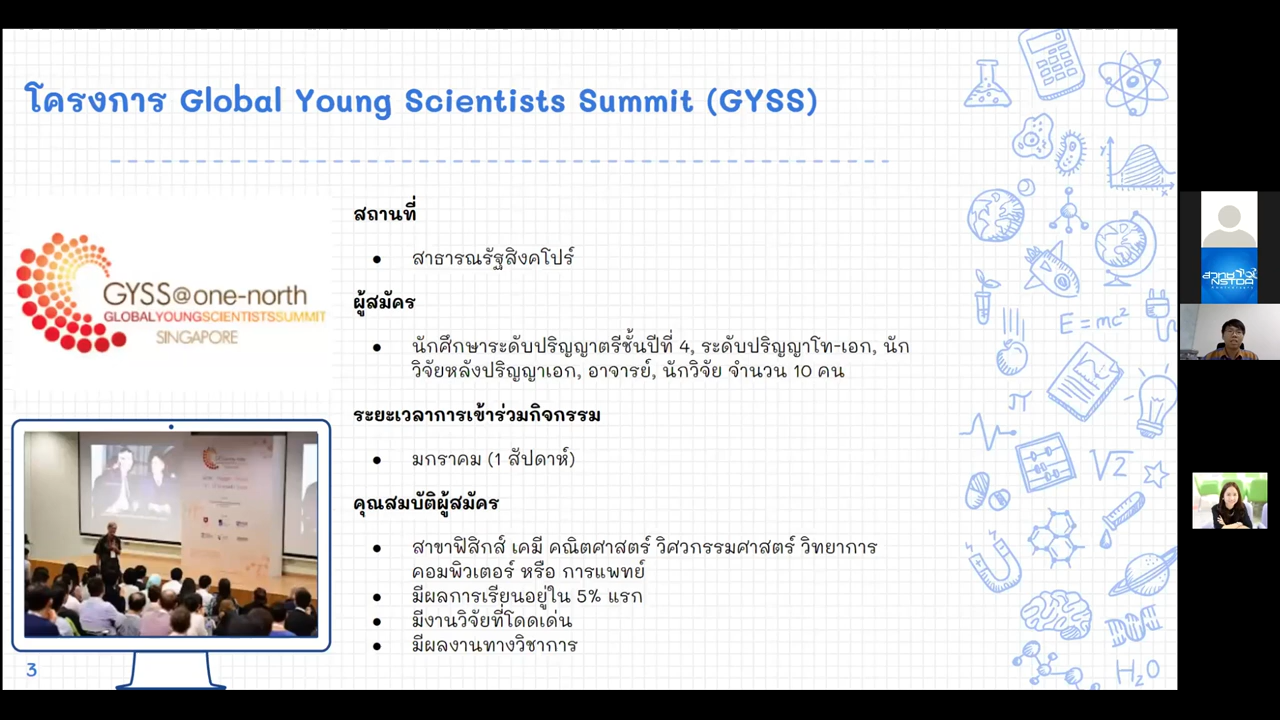 โครงการ Global Young Scientists Summit (GYSS)
GYSS@one-north
GLOBALYOUNGSCIENTISTSSUMMIT
SINGAPORE
สถานที่
● สาธารณรัฐสิงคโปร์
ผู้สมัคร
● นักศึกษาระดับปริญญาตรีชั้นปีที่ 4, ระดับปริญญาโท-เอก, นัก
วิจัยหลังปริญญาเอก, อาจารย์, นักวิจัย จำนวน 10 คน
ระยะเวลาการเข้าร่วมกิจกรรม
● มกราคม (1 สัปดาห์)
คุณสมบัติผู้สมัคร
● สาขาฟิสิกส์ เคมี คณิตศาสตร์ วิศวกรรมศาสตร์ วิทยาการ
คอมพิวเตอร์ หรือ การแพทย์
● มีผลการเรียนอยู่ใน 5% แรก
● มีงานวิจัยที่โดดเด่น
● มีผลงานทางวิชาการ
3
y
x
E=mc²
π
√2
H₂O
สวทช
NSTDA